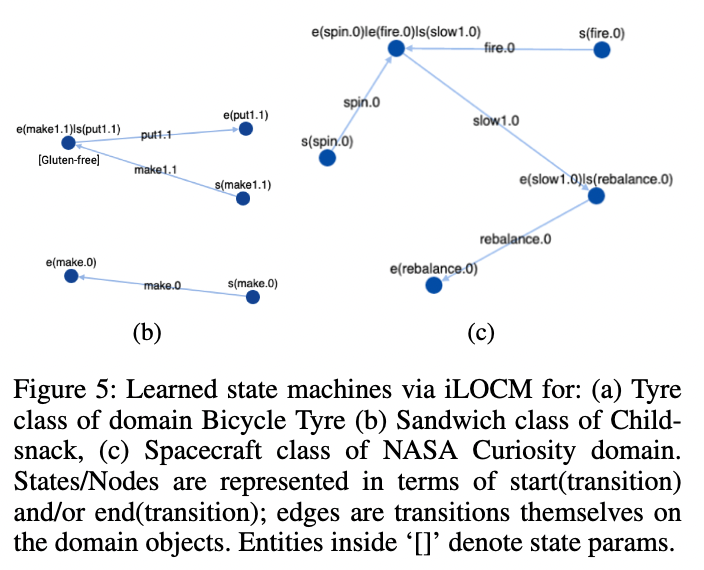 e(spin.0)le(fire.0)ls(slow1.0)
s(fire.0)
fire.0
spin.0
slow1.0
s(spin.0)
e(slow1.0)ls(rebalance.0)
rebalance.0
e(rebalance.0)
e(put1.1)
e(make1.1)ls(put1.1)
put1.1
[Gluten-free]
make1.1
s(make1.1)
e(make.0)
make.0
s(make.0)
(b)
(c)
Figure 5: Learned state machines via iLOCM for: (a) Tyre
class of domain Bicycle Tyre (b) Sandwich class of Child-
snack, (c) Spacecraft class of NASA Curiosity domain.
States/Nodes are represented in terms of start(transition)
and/or end(transition); edges are transitions themselves on
the domain objects. Entities inside ‘[]’ denote state params.